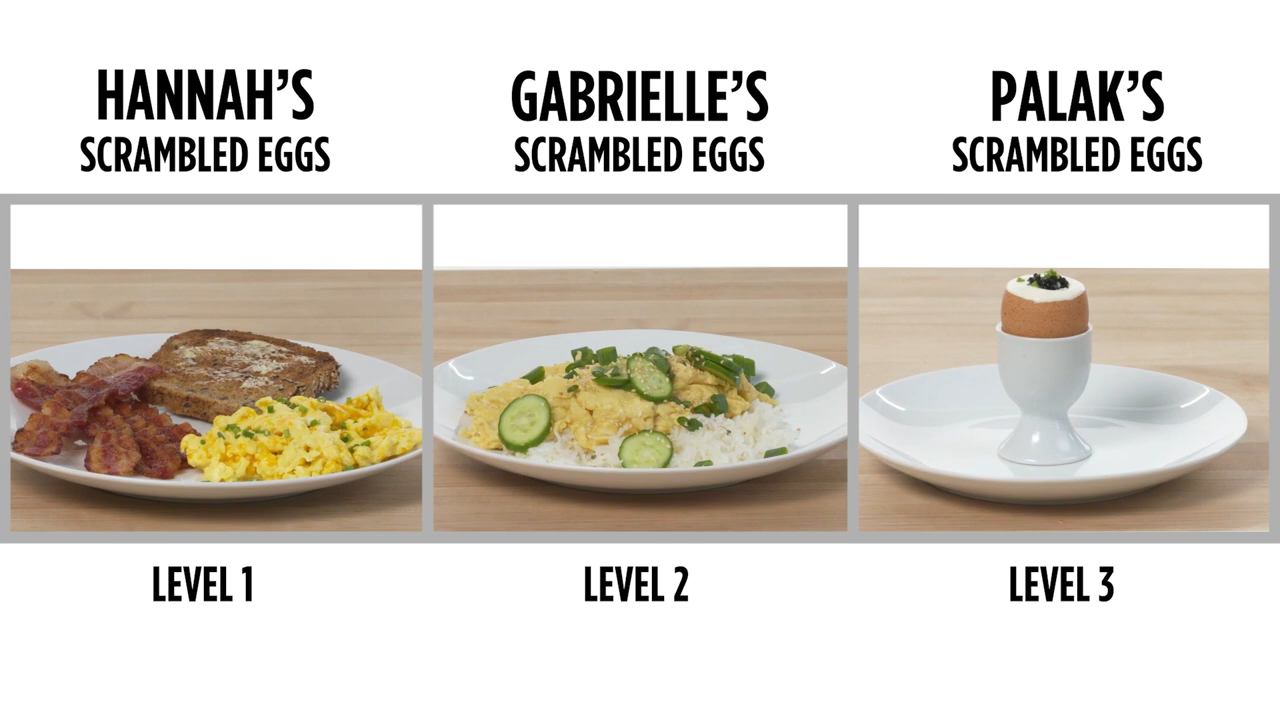 HANNAH'S
SCRAMBLED EGGS
GABRIELLE'S
SCRAMBLED EGGS
PALAK'S
SCRAMBLED EGGS
LEVEL 1
LEVEL 2
LEVEL 3